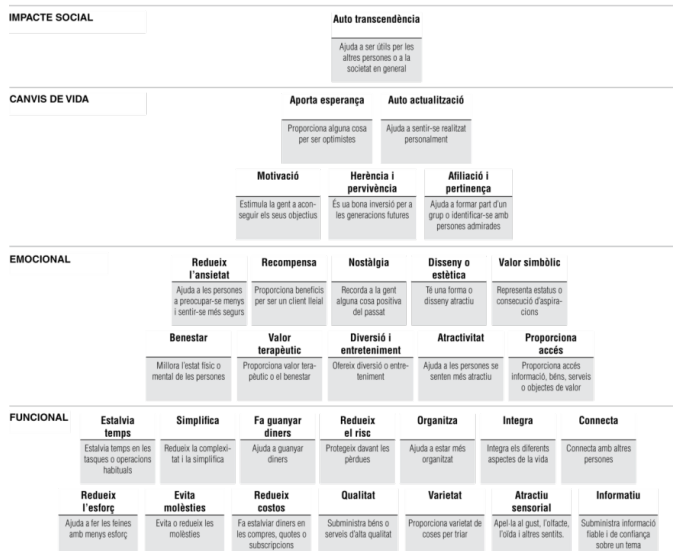 IMPACTE SOCIAL
Auto transcendència
Ajuda a ser útils per les
altres persones o a la
societat en general
CANVIS DE VIDA
Aporta esperança
Proporciona alguna cosa
per ser optimistes
Auto actualització
Ajuda a sentir-se realitzat
personalment
Motivació
Estimula la gent a acon-
seguir els seus objectius
Herència i
pervivència
És ua bona inversió per a
les generacions futures
Afiliació i
pertinença
Ajuda a formar part d'un
grup o identificar-se amb
persones admirades
EMOCIONAL
Redueix
l'ansietat
Ajuda a les persones
a preocupar-se menys
i sentir-se més segurs
Recompensa
Proporciona beneficis
per ser un client lleial
Nostàlgia
Recorda a la gent
alguna cosa positiva
del passat
Disseny o
estètica
Té una forma o
disseny atractiu
Valor simbòlic
Representa estatus o
consecució d'aspira-
cions
Benestar
Millora l'estat físic o
mental de les persones
Valor
terapèutic
Proporciona valor tera-
pèutic o el benestar
Diversió i
entreteniment
Ofereix diversió o entre-
teniment
Atractivitat
Ajuda a les persones se
senten més atractiu
Proporciona
accés
Proporciona accés
informació, béns, serveis
o objectes de valor
FUNCIONAL
Estalvia
temps
Estalvia temps en les
tasques o operacions
habituals
Simplifica
Redueix la complexi-
tat i la simplifica
Fa guanyar
diners
Ajuda a guanyar
diners
Redueix
el risc
Protegeix davant les
pèrdues
Organitza
Ajuda a estar més
organitzat
Integra
Integra els diferents
aspectes de la vida
Connecta
Connecta amb altres
persones
Redueix
l'esforç
Ajuda a fer les feines
amb menys esforç
Evita
molèsties
Evita o redueix les
molèsties
Redueix
costos
Fa estalviar diners en
les compres, quotes o
subscripcions
Qualitat
Subministra béns o
serveis d'alta qualitat
Varietat
Proporciona varietat de
coses per triar
Atractiu
sensorial
Apel·la al gust, l'olfacte,
l'oïda i altres sentits.
Informatiu
Subministra informació
fiable i de confiança
sobre un tema